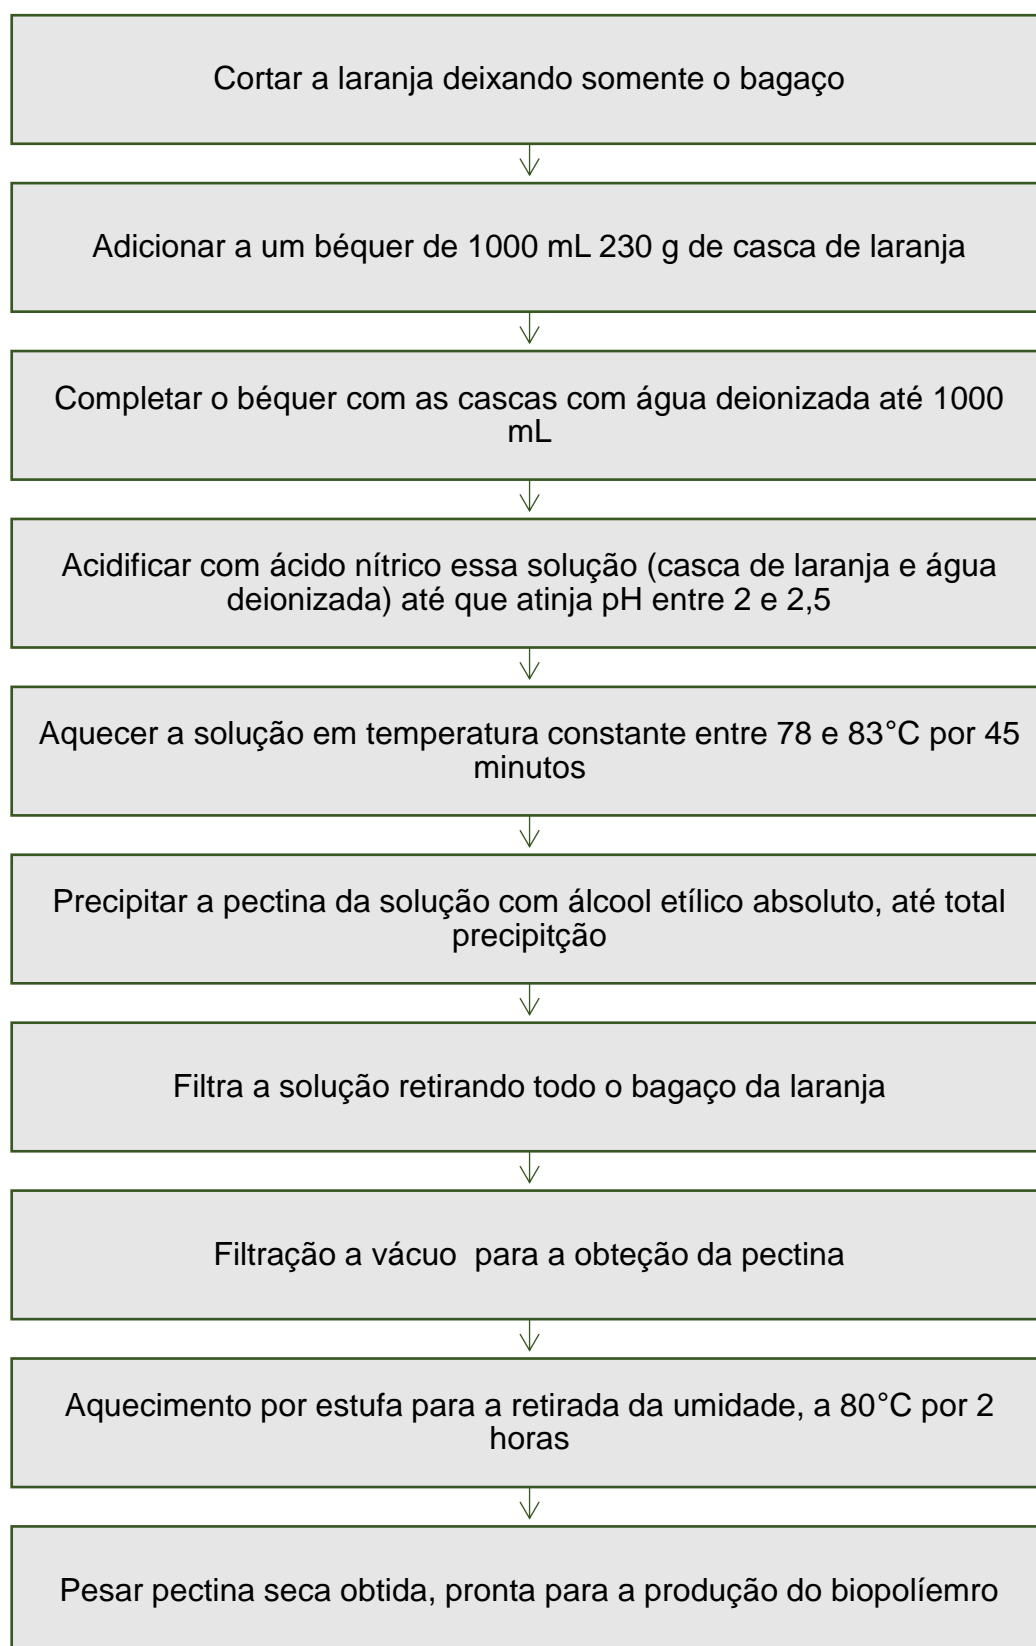 Cortar a laranja deixando somente o bagaço
Adicionar a um béquer de 1000 mL 230 g de casca de laranja
Completar o béquer com as cascas com água deionizada até 1000
mL
Acidificar com ácido nítrico essa solução (casca de laranja e água
deionizada) até que atinja pH entre 2 e 2,5
Aquecer a solução em temperatura constante entre 78 e 83°C por 45
minutos
Precipitar a pectina da solução com álcool etílico absoluto, até total
precipitção
Filtra a solução retirando todo o bagaço da laranja
Filtração a vácuo  para a obteção da pectina
Aquecimento por estufa para a retirada da umidade, a 80°C por 2
horas
Pesar pectina seca obtida, pronta para a produção do biopolíemro